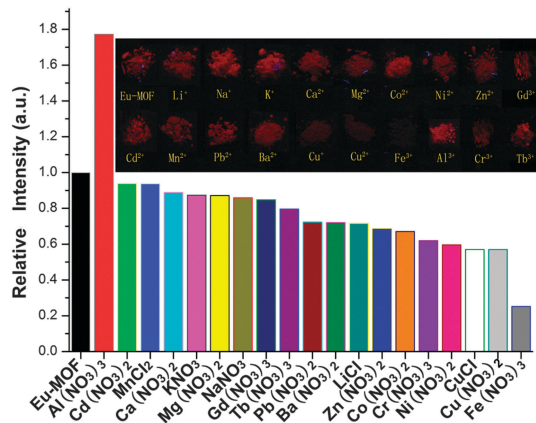 Relative Intensity (a.u.)
1.8
1.6
1.4
1.2
1.0
0.8
0.6
0.4
0.2
0.0
Eu-MOF Li⁺ Na⁺ K⁺ Ca²⁺ Mg²⁺ Co²⁺ Ni²⁺ Zn²⁺ Gd³⁺
Cd²⁺ Mn²⁺ Pb²⁺ Ba²⁺ Cu⁺ Cu²⁺ Fe³⁺ Al³⁺ Cr³⁺ Tb³⁺
Eu-MOF
Al(NO₃)₃
Cd(NO₃)₂
MnCl₂
Ca(NO₃)₂
KNO₃
Mg(NO₃)₂
NaNO₃
Gd(NO₃)₃
Tb(NO₃)₃
Pb(NO₃)₂
Ba(NO₃)₂
LiCl
Zn(NO₃)₂
Co(NO₃)₂
Cr(NO₃)₃
Ni(NO₃)₂
CuCl
Cu(NO₃)₂
Fe(NO₃)₃